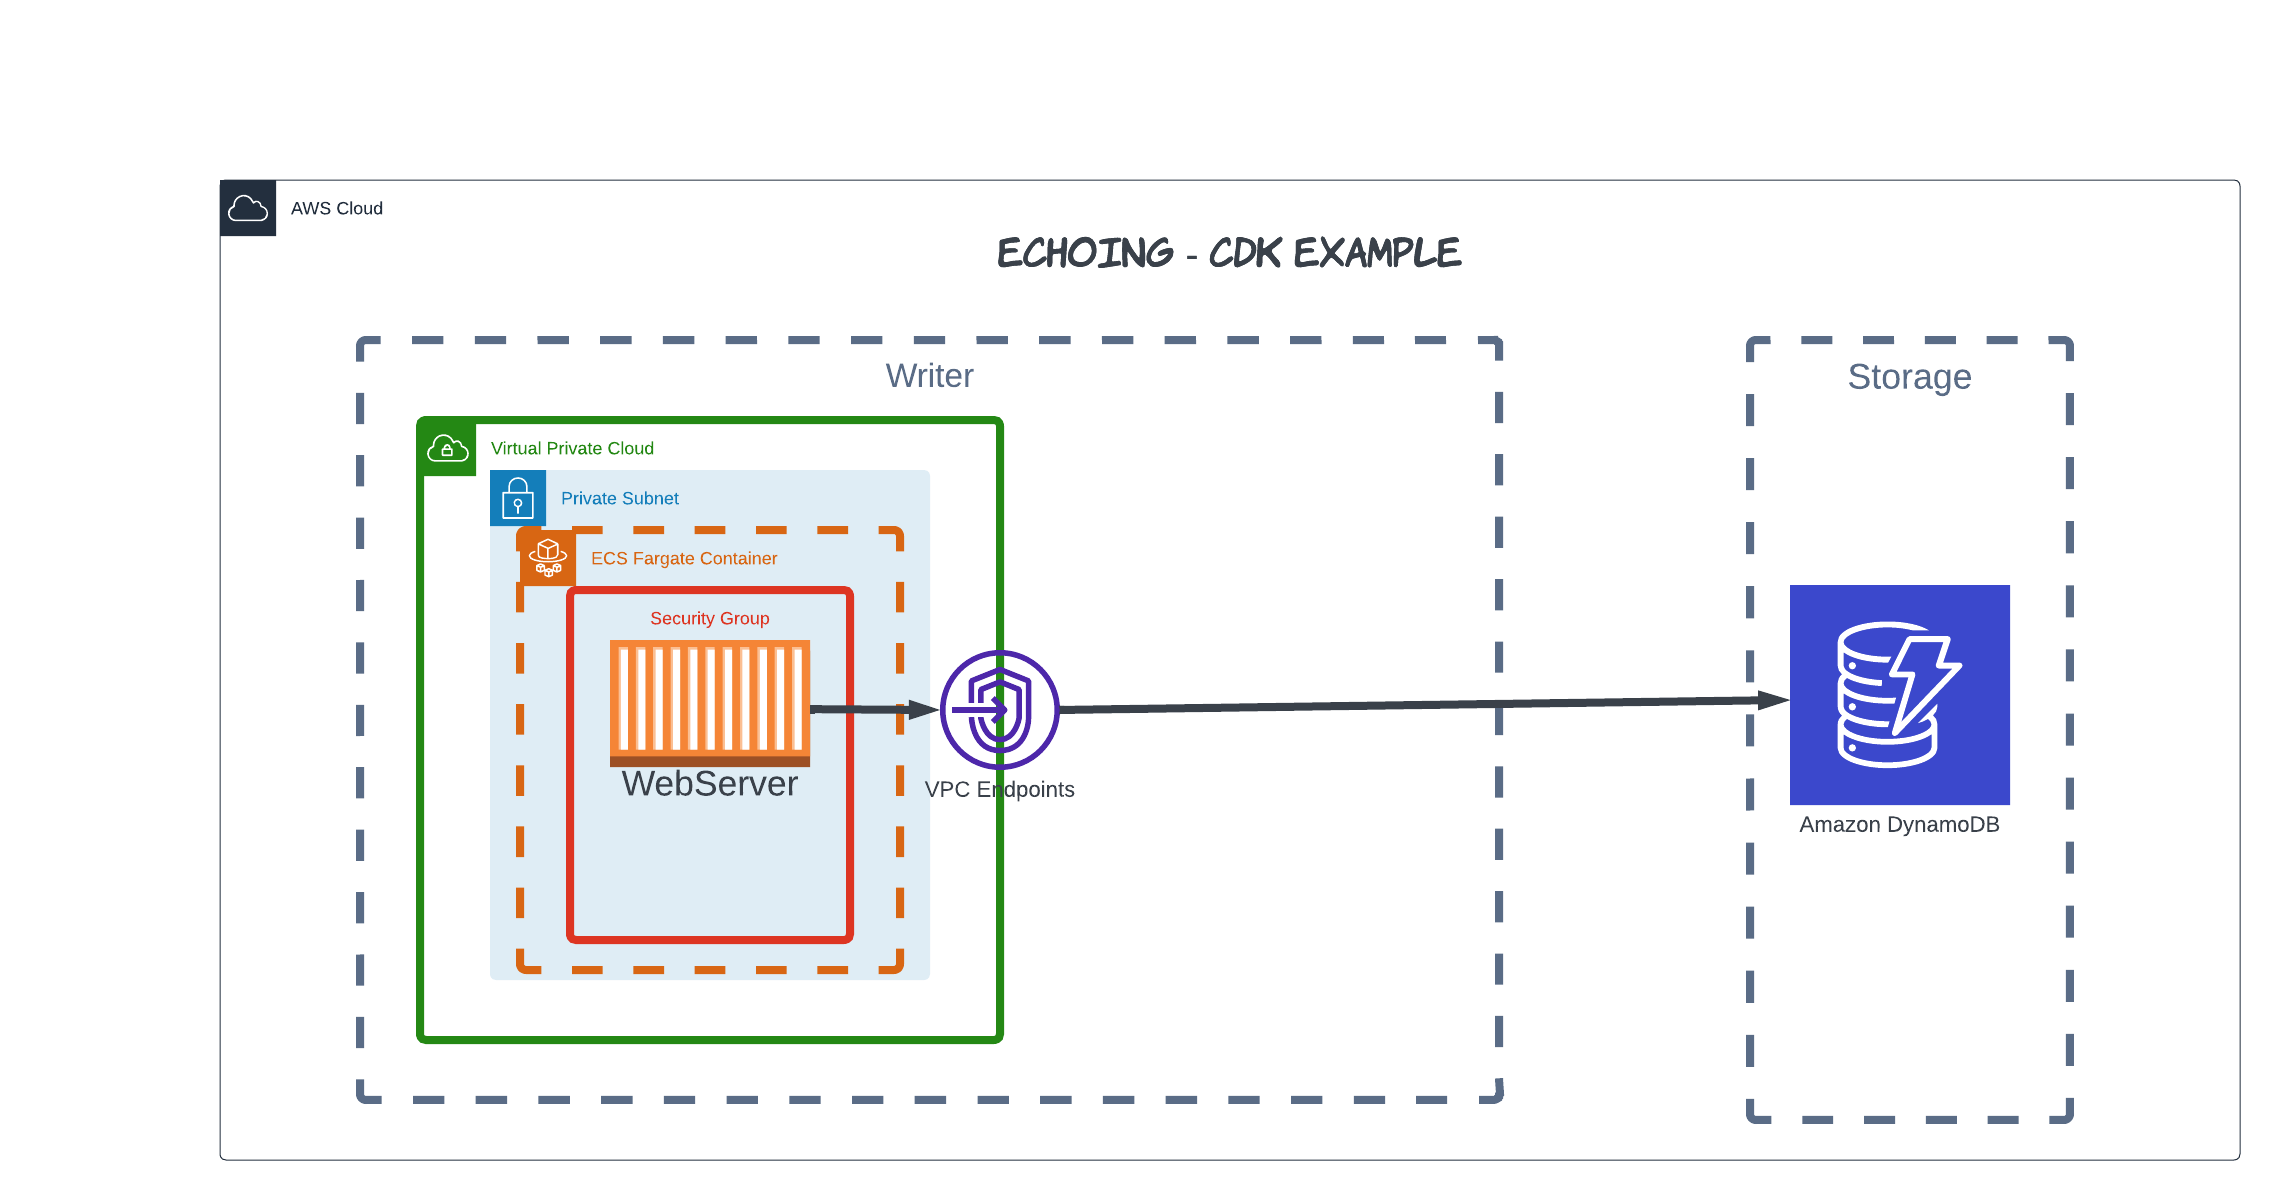 AWS Cloud
ECHOING - CDK EXAMPLE
Writer
Storage
Virtual Private Cloud
Private Subnet
ECS Fargate Container
Security Group
WebServer
VPC Endpoints
Amazon DynamoDB